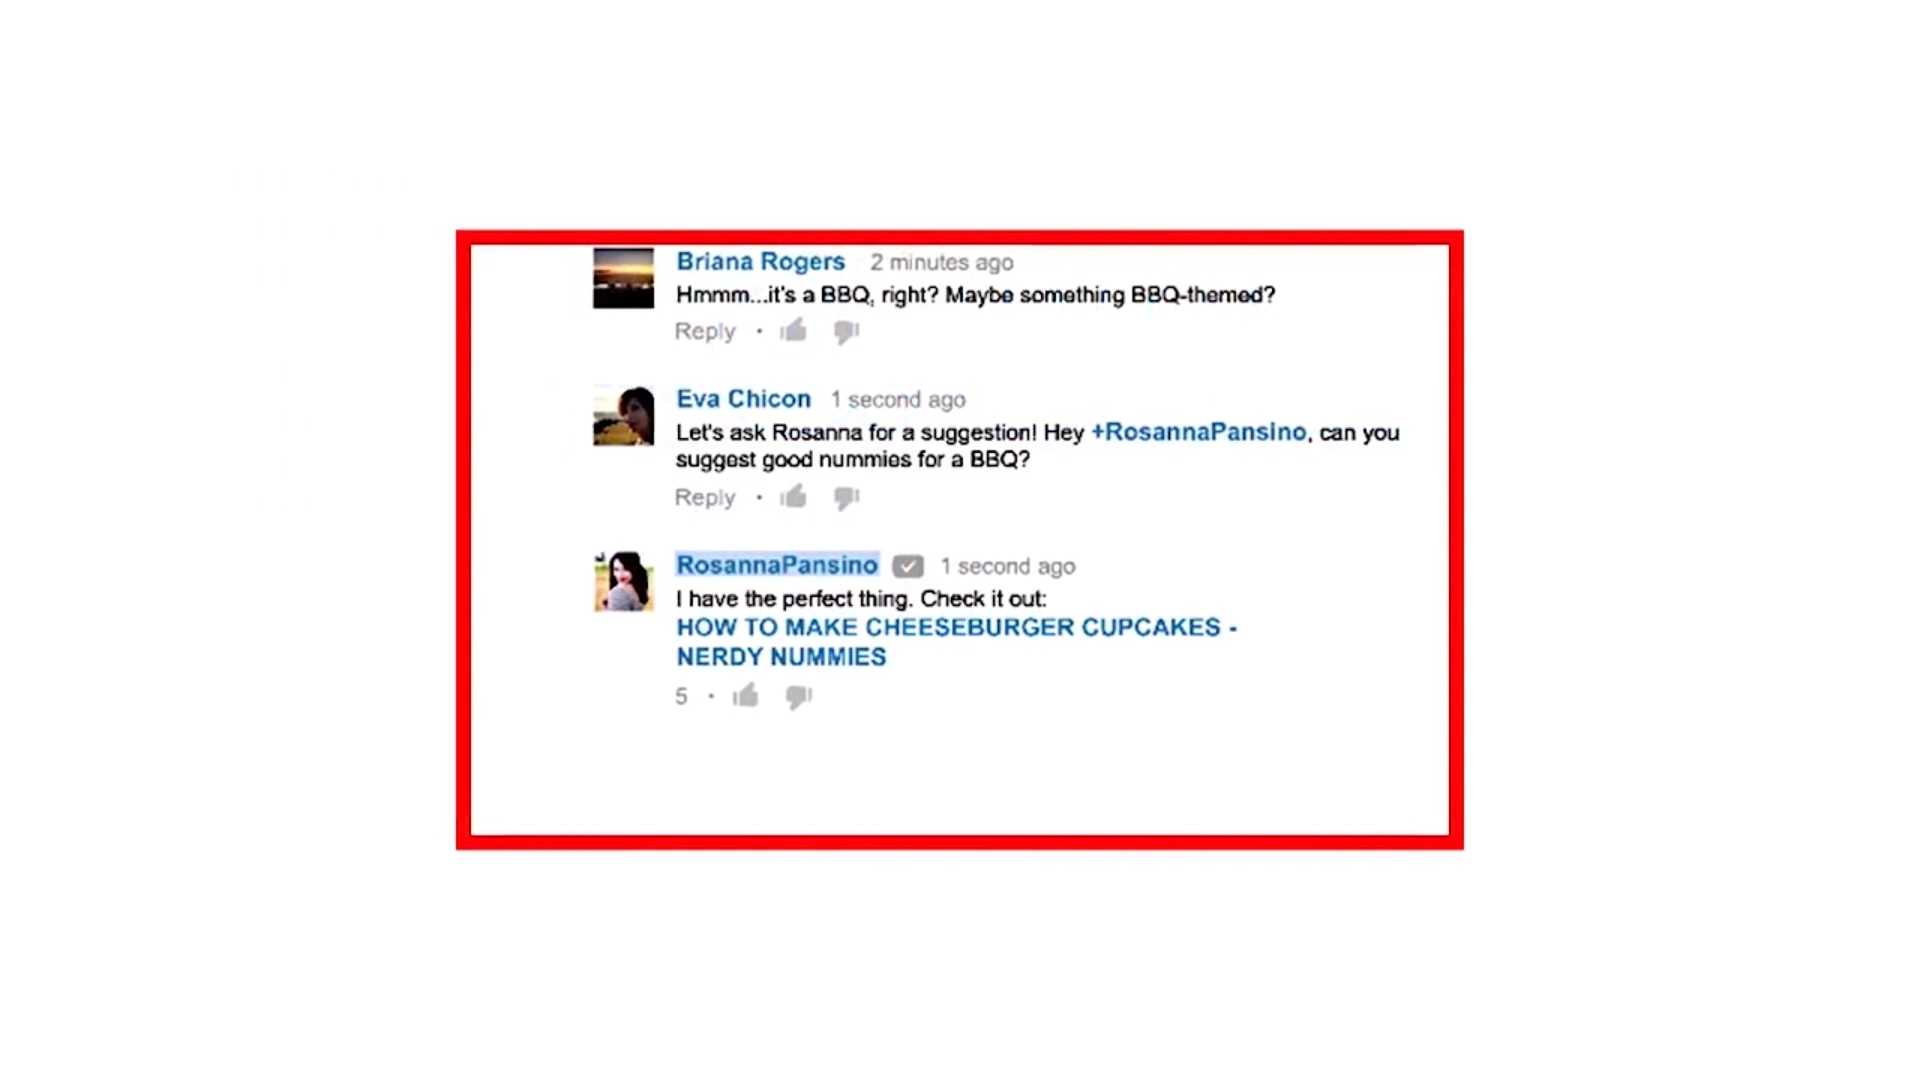 Briana Rogers 2 minutes ago
Hmmm...it's a BBQ, right? Maybe something BBQ-themed?
Reply ·
Eva Chicon 1 second ago
Let's ask Rosanna for a suggestion! Hey +RosannaPansino, can you
suggest good nummies for a BBQ?
Reply ·
RosannaPansino 1 second ago
I have the perfect thing. Check it out:
HOW TO MAKE CHEESEBURGER CUPCAKES -
NERDY NUMMIES
5 ·